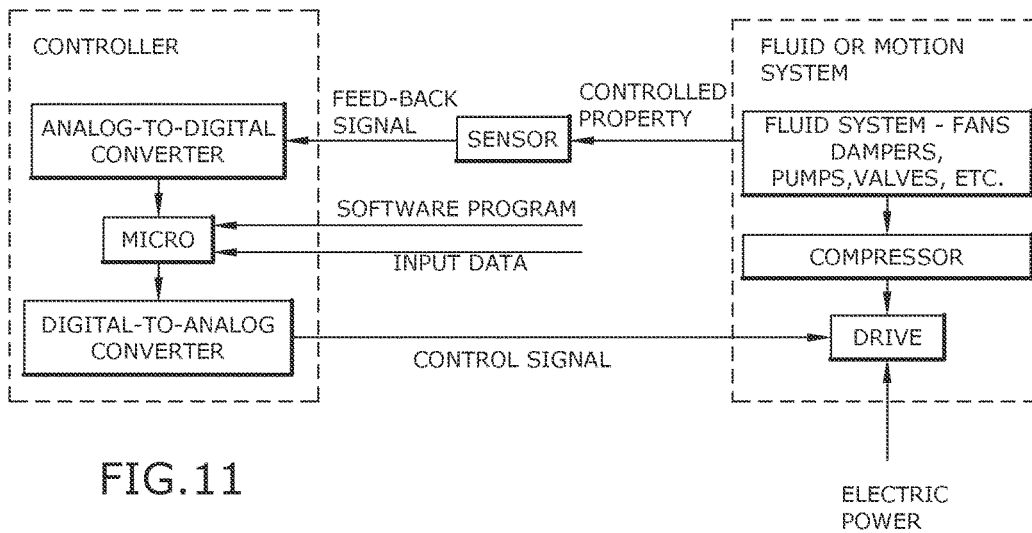 CONTROLLER
ANALOG-TO-DIGITAL
CONVERTER
MICRO
DIGITAL-TO-ANALOG
CONVERTER
FEED-BACK
SIGNAL
SENSOR
CONTROLLED
PROPERTY
SOFTWARE PROGRAM
INPUT DATA
CONTROL SIGNAL
FLUID OR MOTION
SYSTEM
FLUID SYSTEM - FANS
DAMPERS,
PUMPS,VALVES, ETC.
COMPRESSOR
DRIVE
ELECTRIC
POWER
FIG.11